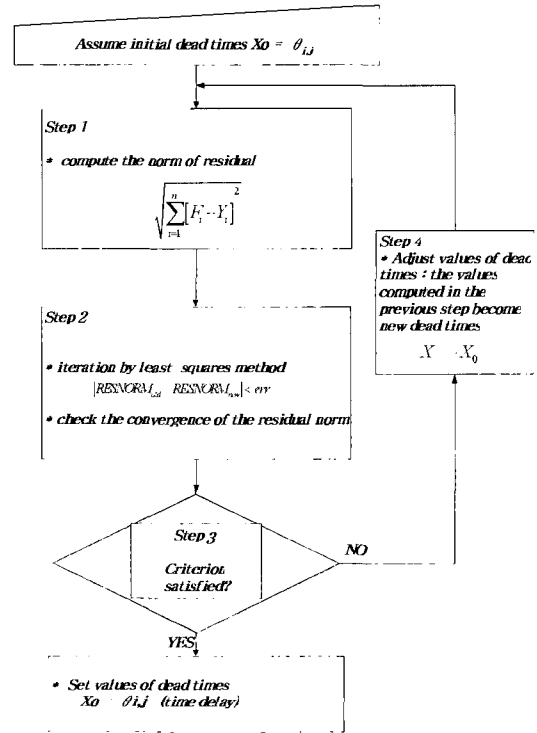 Assume initial dead times Xo = θi,j
Step 1
* compute the norm of residual
√ Σ i=1 n [Fi - Yi] 2
Step 2
* iteration by least squares method
|RESNORM RESNORM| < err
* check the convergence of the residual norm
Step 3
Criterion
satisfied?
NO
YES
Step 4
* Adjust values of dead
times : the values
computed in the
previous step become
new dead times
X X0
* Set values of dead times
Xo = θi,j (time delay)